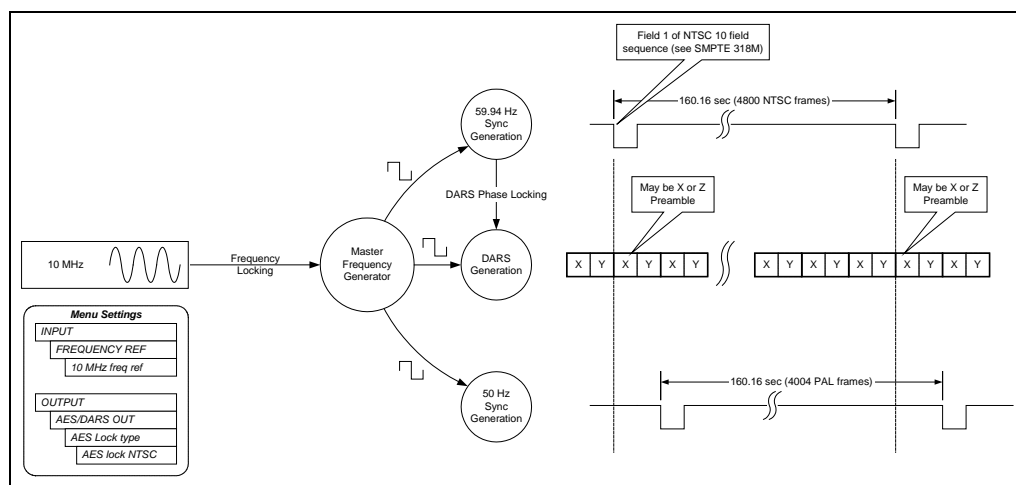 Field 1 of NTSC 10 field
sequence (see SMPTE 318M)
160.16 sec (4800 NTSC frames)
59.94 Hz
Sync
Generation
DARS Phase Locking
May be X or Z
Preamble
May be X or Z
Preamble
10 MHz
Frequency
Locking
Master
Frequency
Generator
DARS
Generation
X Y X Y X Y
X Y X Y X Y X Y X Y
Menu Settings
INPUT
FREQUENCY REF
10 MHz freq ref
OUTPUT
AES/DARS OUT
AES Lock type
AES lock NTSC
50 Hz
Sync
Generation
160.16 sec (4004 PAL frames)